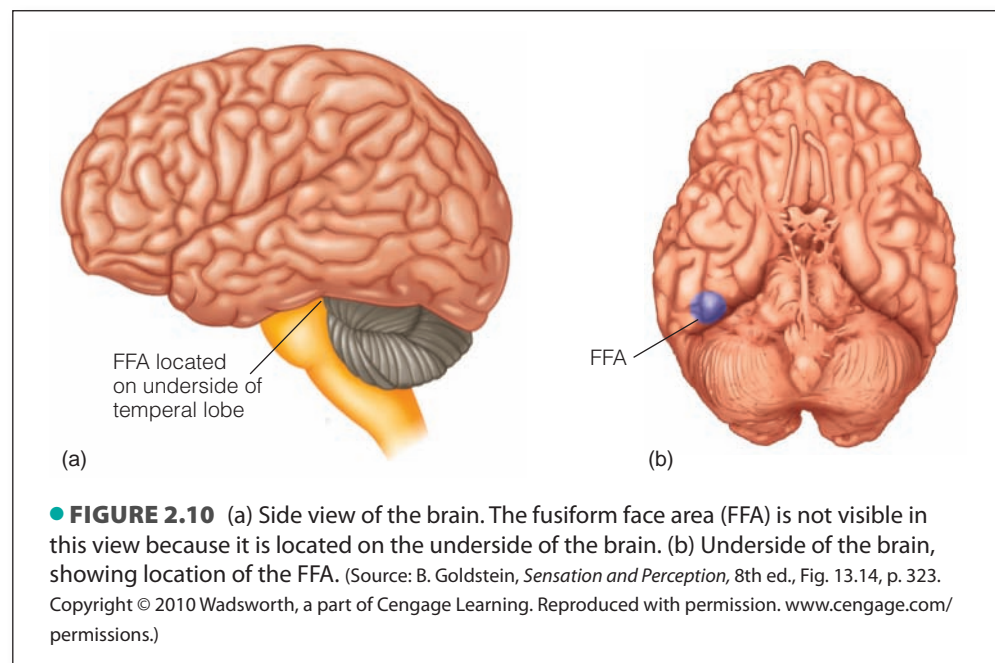 FFA located
on underside of
temperal lobe
(a)
FFA
(b)
● FIGURE 2.10 (a) Side view of the brain. The fusiform face area (FFA) is not visible in
this view because it is located on the underside of the brain. (b) Underside of the brain,
showing location of the FFA. (Source: B. Goldstein, Sensation and Perception, 8th ed., Fig. 13.14, p. 323.
Copyright © 2010 Wadsworth, a part of Cengage Learning. Reproduced with permission. www.cengage.com/
permissions.)